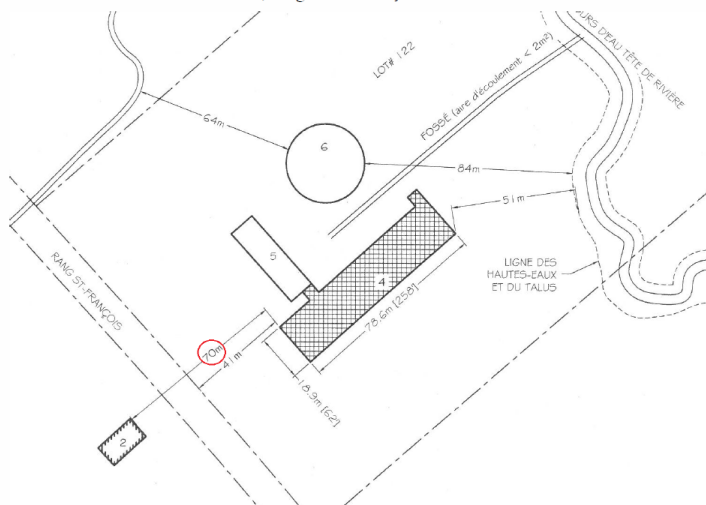 COURS D'EAU TÊTE DE RIVIÈRE
LOT# 122
FOSSÉ (aire d'écoulement < 2m²)
64m
6
84m
51m
5
RANG ST-FRANÇOIS
4
LIGNE DES
HAUTES-EAUX
ET DU TALUS
78.6m [258']
70m
41m
18.9m [62']
2